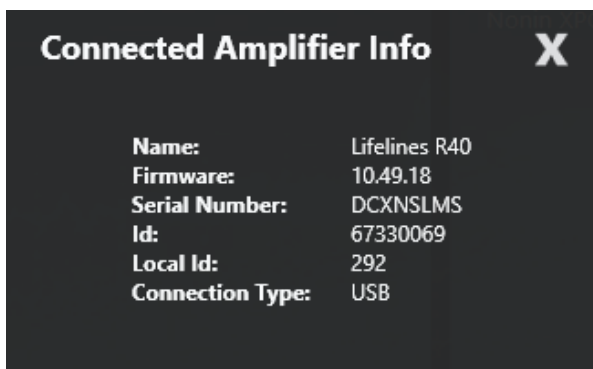 Connected Amplifier Info X
Name: Lifelines R40
Firmware: 10.49.18
Serial Number: DCXNSLMS
Id: 67330069
Local Id: 292
Connection Type: USB